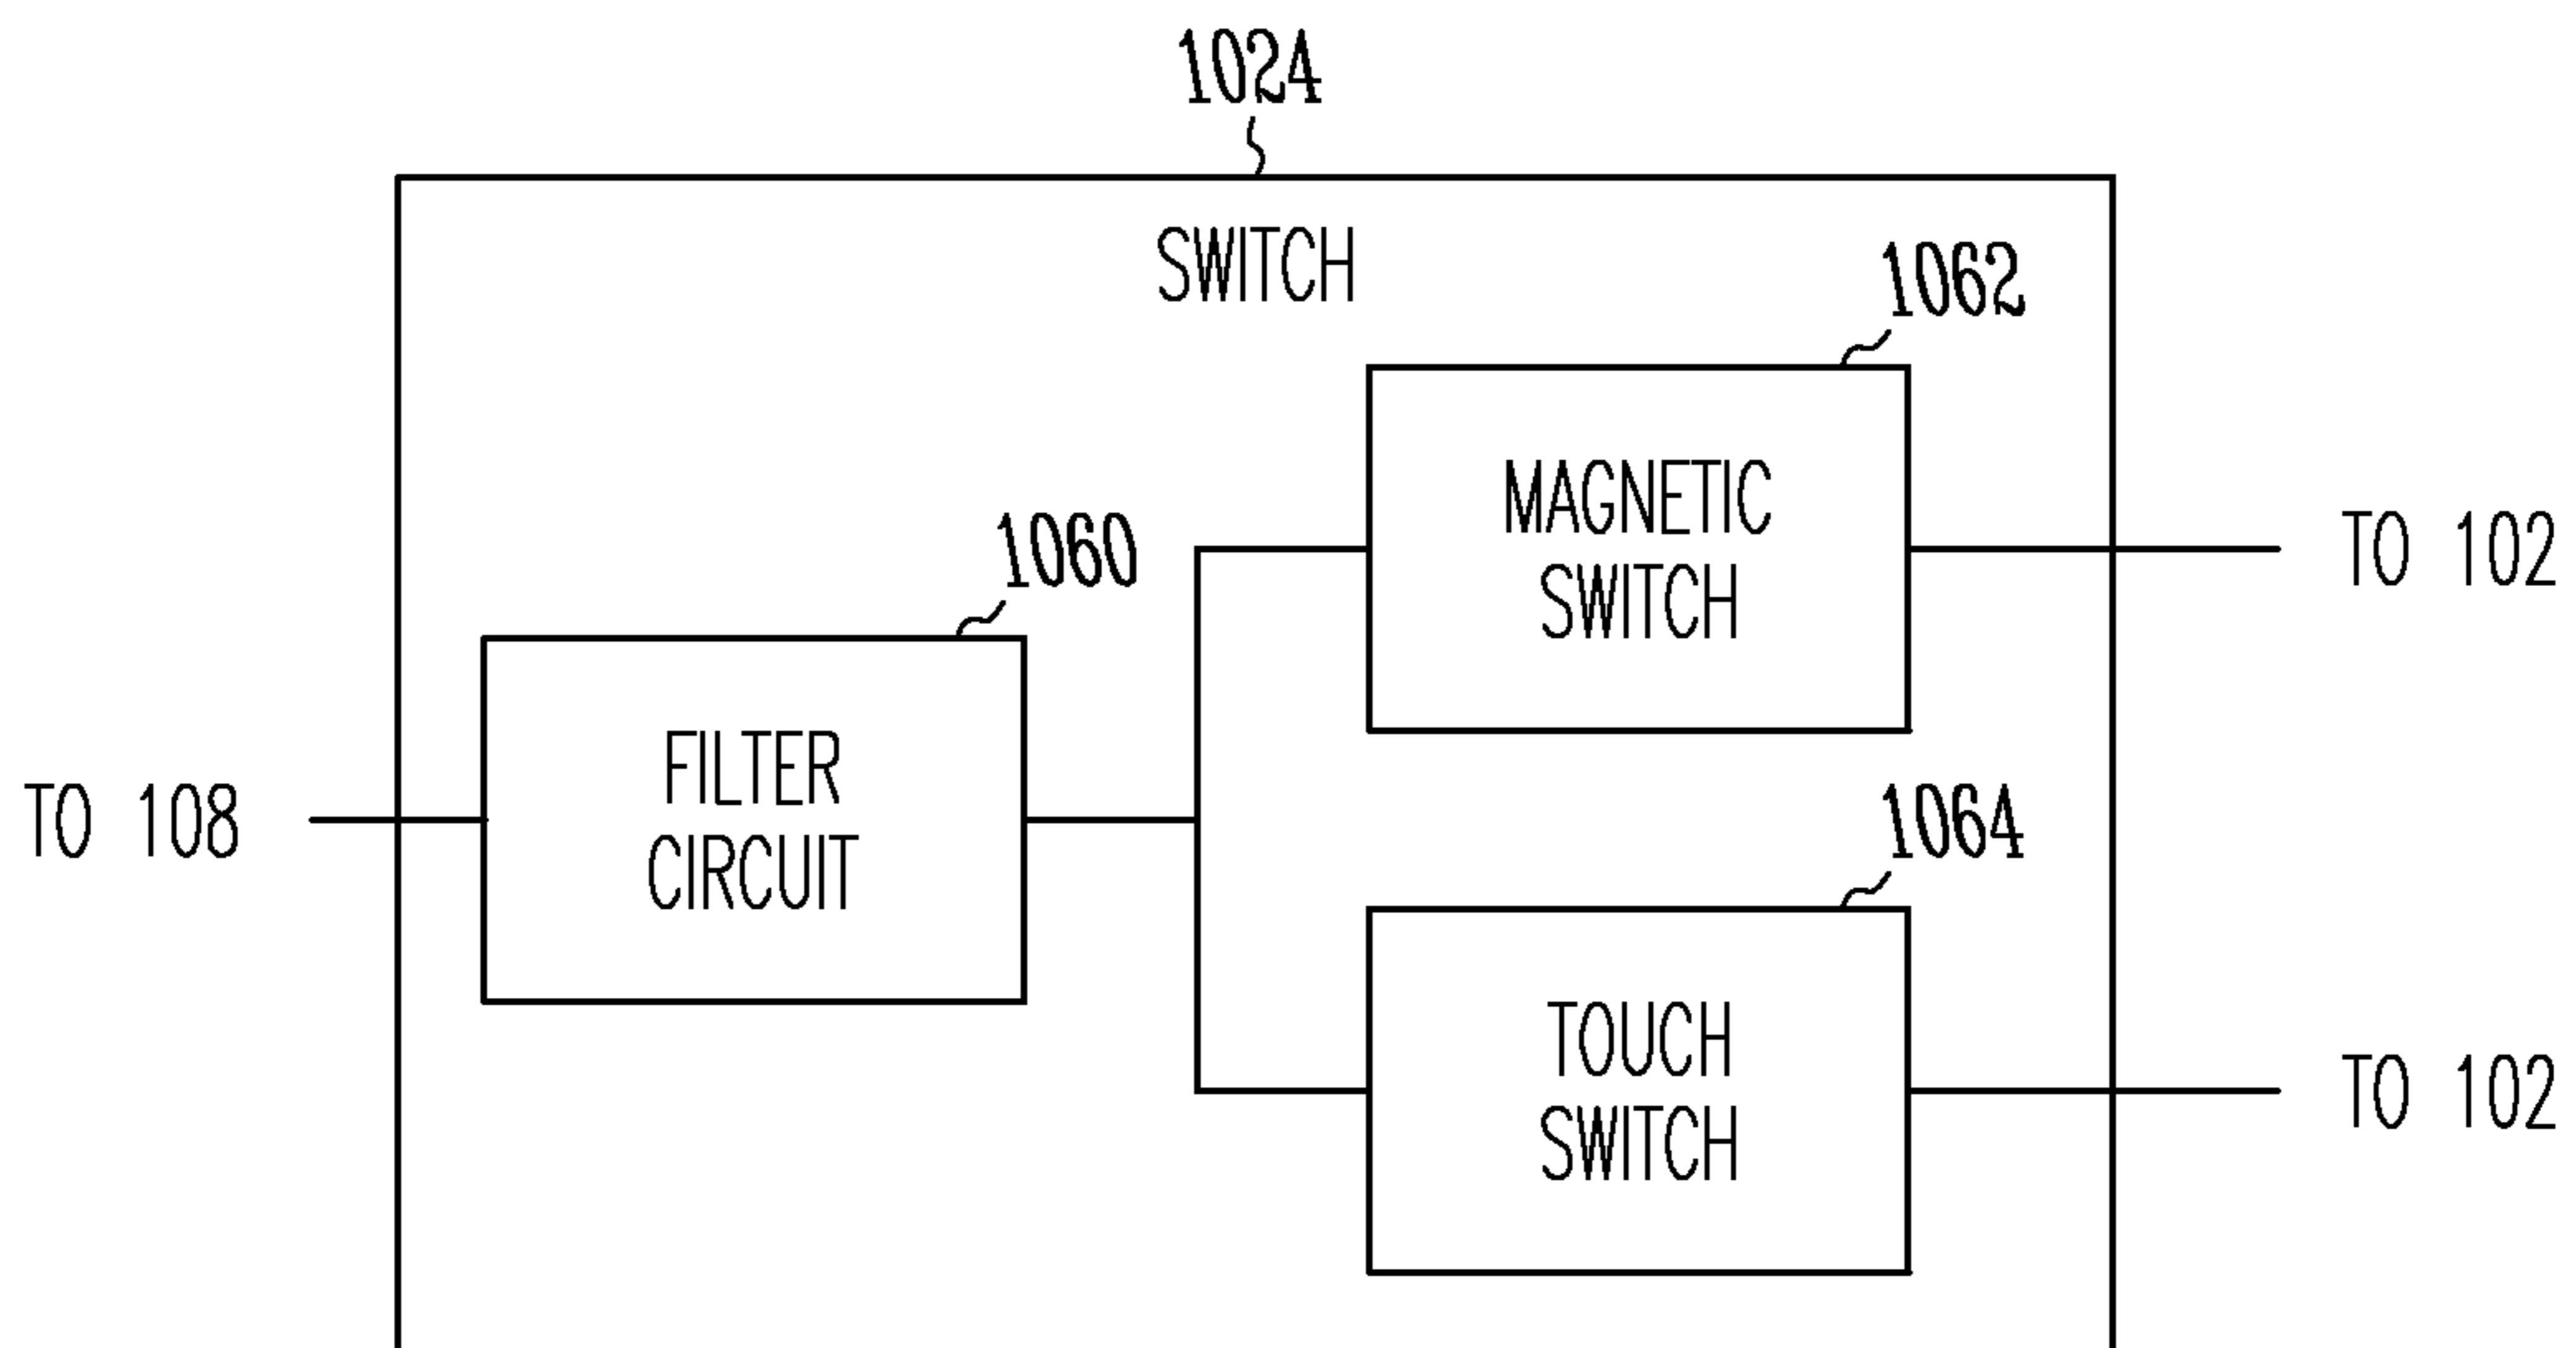 1024
SWITCH
1062
MAGNETIC
SWITCH
TO 102
1060
FILTER
CIRCUIT
TO 108
1064
TOUCH
SWITCH
TO 102